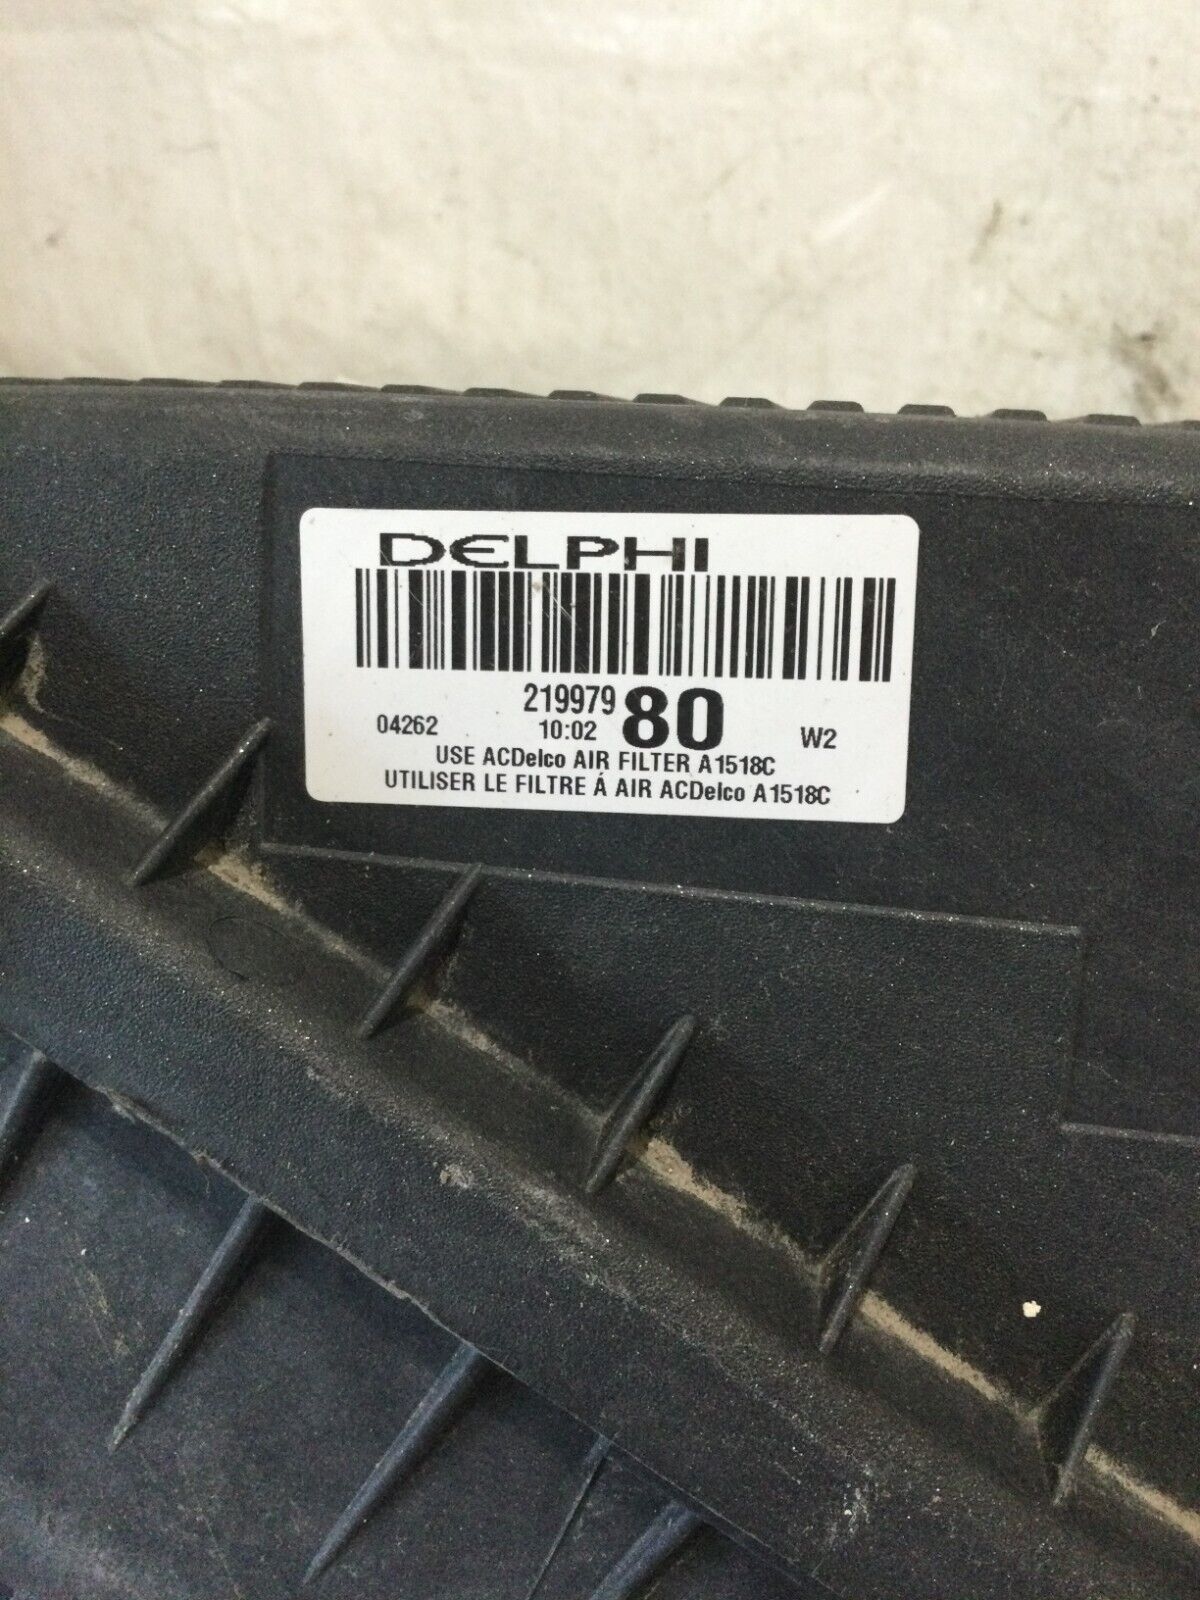 DELPHI
219979 80
04262 10:02 W2
USE ACDelco AIR FILTER A1518C
UTILISER LE FILTRE Á AIR ACDelco A1518C